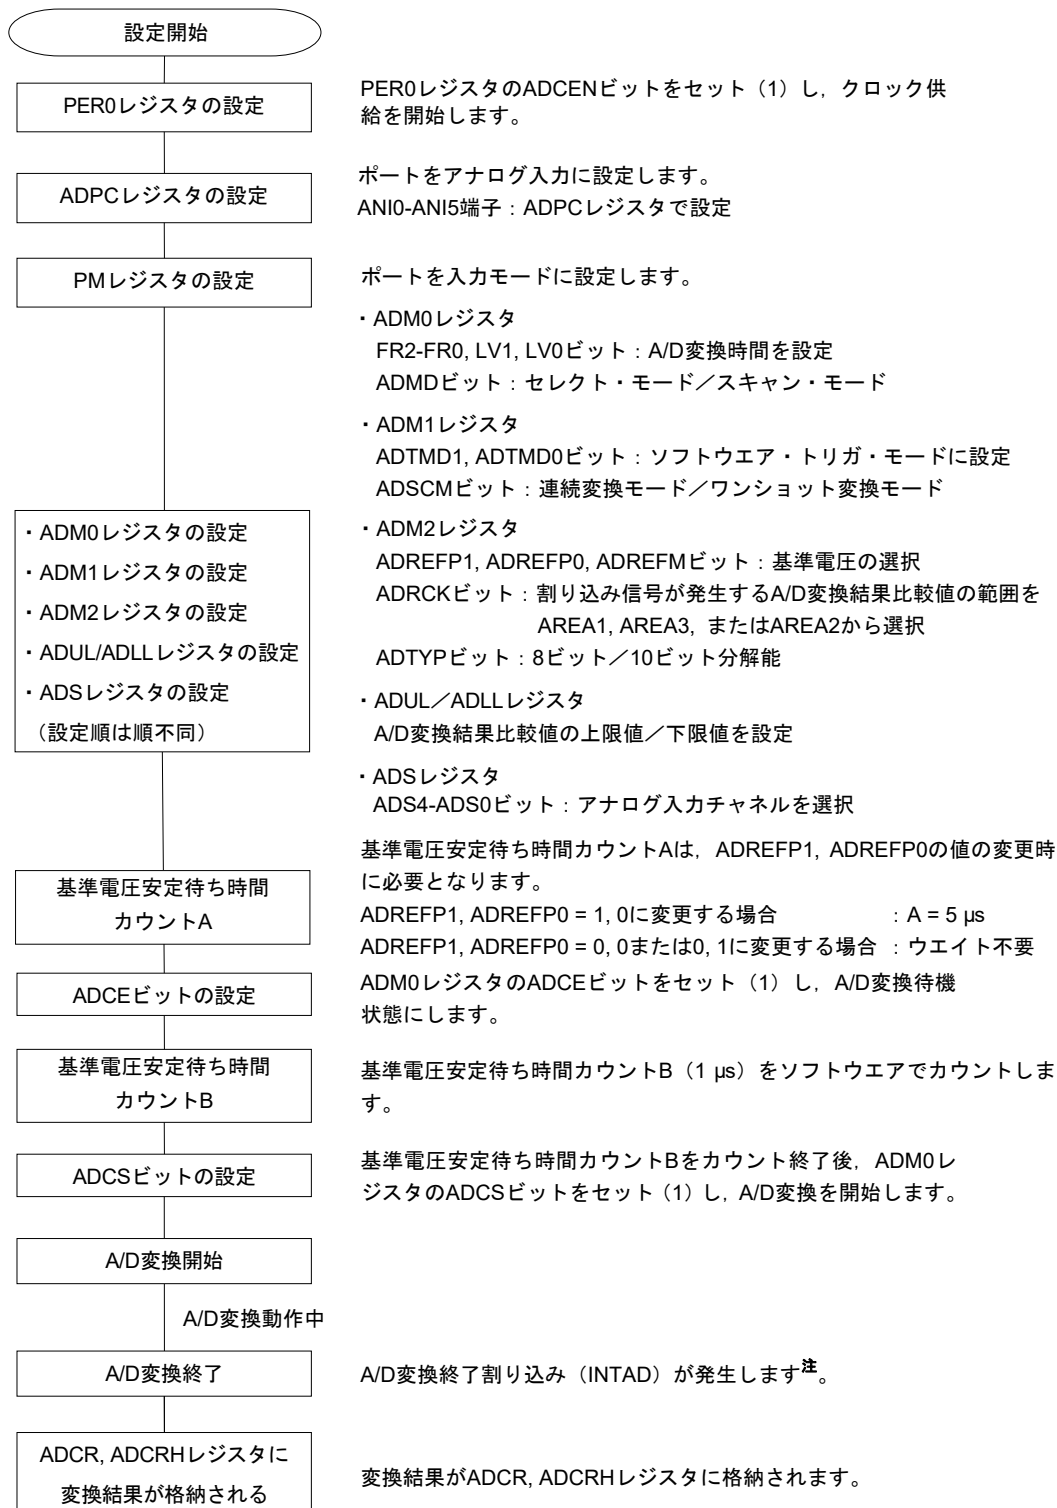 設定開始
PER0レジスタの設定
PER0レジスタのADCENビットをセット（1）し，クロック供
給を開始します。
ADPCレジスタの設定
ポートをアナログ入力に設定します。
ANI0-ANI5端子：ADPCレジスタで設定
PMレジスタの設定
ポートを入力モードに設定します。
・ADM0レジスタ
FR2-FR0, LV1, LV0ビット：A/D変換時間を設定
ADMDビット：セレクト・モード／スキャン・モード
・ADM1レジスタ
ADTMD1, ADTMD0ビット：ソフトウエア・トリガ・モードに設定
ADSCMビット：連続変換モード／ワンショット変換モード
・ADM2レジスタ
ADREFP1, ADREFP0, ADREFMビット：基準電圧の選択
ADRCKビット：割り込み信号が発生するA/D変換結果比較値の範囲を
AREA1, AREA3, またはAREA2から選択
ADTYPビット：8ビット／10ビット分解能
・ADUL／ADLLレジスタ
A/D変換結果比較値の上限値／下限値を設定
・ADSレジスタ
ADS4-ADS0ビット：アナログ入力チャネルを選択
・ADM0レジスタの設定
・ADM1レジスタの設定
・ADM2レジスタの設定
・ADUL/ADLLレジスタの設定
・ADSレジスタの設定
（設定順は順不同）
基準電圧安定待ち時間
カウントA
基準電圧安定待ち時間カウントAは，ADREFP1, ADREFP0の値の変更時
に必要となります。
ADREFP1, ADREFP0 = 1, 0に変更する場合 ：A = 5 µs
ADREFP1, ADREFP0 = 0, 0または0, 1に変更する場合 ：ウエイト不要
ADCEビットの設定
ADM0レジスタのADCEビットをセット（1）し，A/D変換待機
状態にします。
基準電圧安定待ち時間
カウントB
基準電圧安定待ち時間カウントB（1 µs）をソフトウエアでカウントしま
す。
ADCSビットの設定
基準電圧安定待ち時間カウントBをカウント終了後，ADM0レ
ジスタのADCSビットをセット（1）し，A/D変換を開始します。
A/D変換開始
A/D変換動作中
A/D変換終了
A/D変換終了割り込み（INTAD）が発生します注。
ADCR, ADCRHレジスタに
変換結果が格納される
変換結果がADCR, ADCRHレジスタに格納されます。